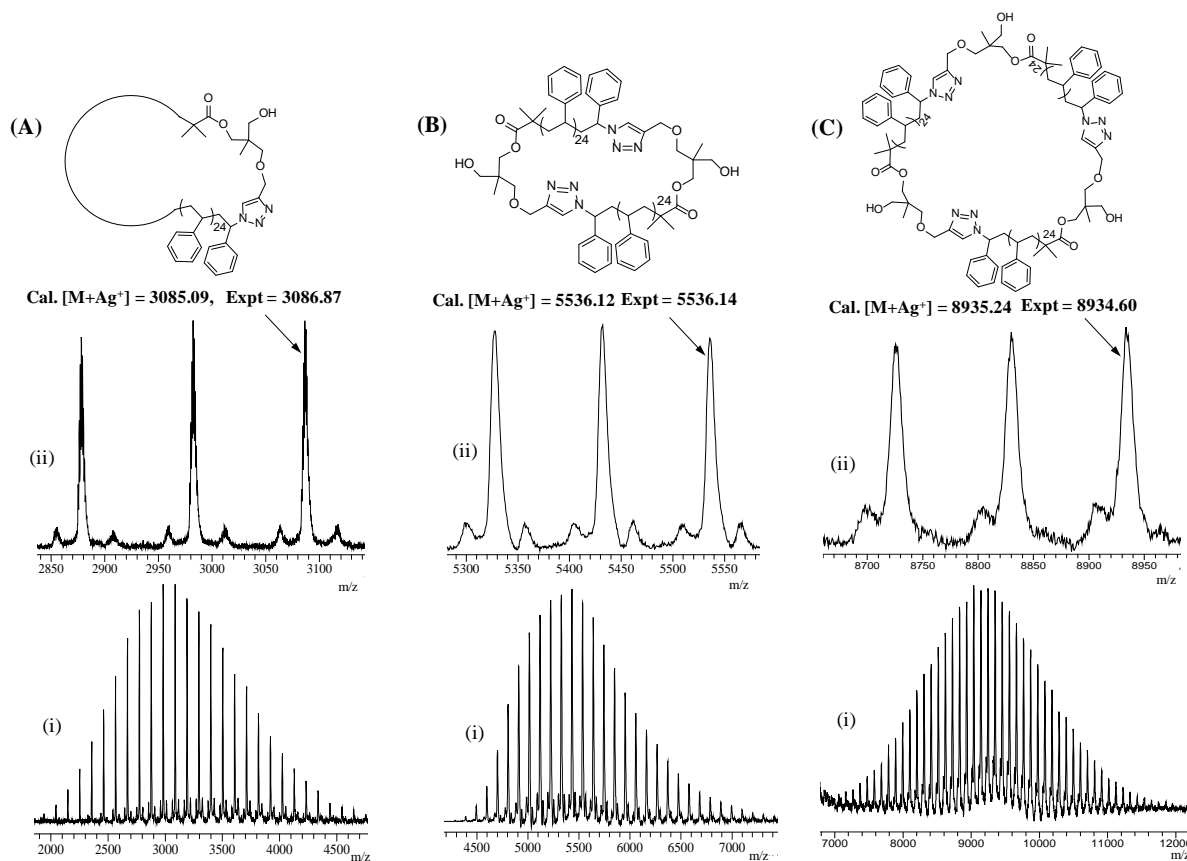 (A)
O
O
OH
O
N
N
N
24
Cal. [M+Ag⁺] = 3085.09, Expt = 3086.87
(ii)
2850 2900 2950 3000 3050 3100
m/z
(i)
2000 2500 3000 3500 4000 4500
m/z
(B)
24
O
O
HO
N
N=N
O
OH
N=N
N
O
O
O
24
Cal. [M+Ag⁺] = 5536.12 Expt = 5536.14
(ii)
5300 5350 5400 5450 5500 5550
m/z
(i)
4500 5000 5500 6000 6500 7000
m/z
(C)
OH
O
O
O
24
N
N
N
24
N
N
N
O
O
O
HO
O
N=N
N
24
O
O
O
OH
Cal. [M+Ag⁺] = 8935.24 Expt = 8934.60
(ii)
8700 8750 8800 8850 8900 8950
m/z
(i)
7000 8000 9000 10000 11000 12000
m/z